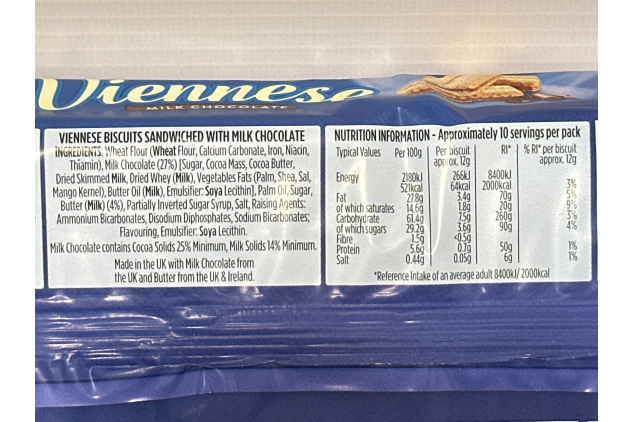 Viennese
MILK CHOCOLATE
VIENNESE BISCUITS SANDWICHED WITH MILK CHOCOLATE
INGREDIENTS: Wheat Flour (Wheat Flour, Calcium Carbonate, Iron, Niacin,
Thiamin), Milk Chocolate (27%) [Sugar, Cocoa Mass, Cocoa Butter,
Dried Skimmed Milk, Dried Whey (Milk), Vegetable Fats (Palm, Shea, Sal,
Mango Kernel), Butter Oil (Milk), Emulsifier: Soya Lecithin], Palm Oil, Sugar,
Butter (Milk) (4%), Partially Inverted Sugar Syrup, Salt, Raising Agents:
Ammonium Bicarbonates, Disodium Diphosphates, Sodium Bicarbonates;
Flavouring, Emulsifier: Soya Lecithin.
Milk Chocolate contains Cocoa Solids 25% Minimum, Milk Solids 14% Minimum.
Made in the UK with Milk Chocolate from
the UK and Butter from the UK & Ireland.
NUTRITION INFORMATION - Approximately 10 servings per pack
Typical Values Per 100g Per biscuit RI* % RI* per biscuit
approx. 12g approx. 12g
Energy 2180kJ 266kJ 8400kJ
521kcal 64kcal 2000kcal 3%
Fat 27.8g 3.4g 70g 5%
of which saturates 14.6g 1.8g 20g 9%
Carbohydrate 61.4g 7.5g 260g 3%
of which sugars 29.2g 3.6g 90g 4%
Fibre 1.5g <0.5g
Protein 5.6g 0.7g 50g 1%
Salt 0.44g 0.05g 6g 1%
*Reference Intake of an average adult 8400kJ/ 2000kcal